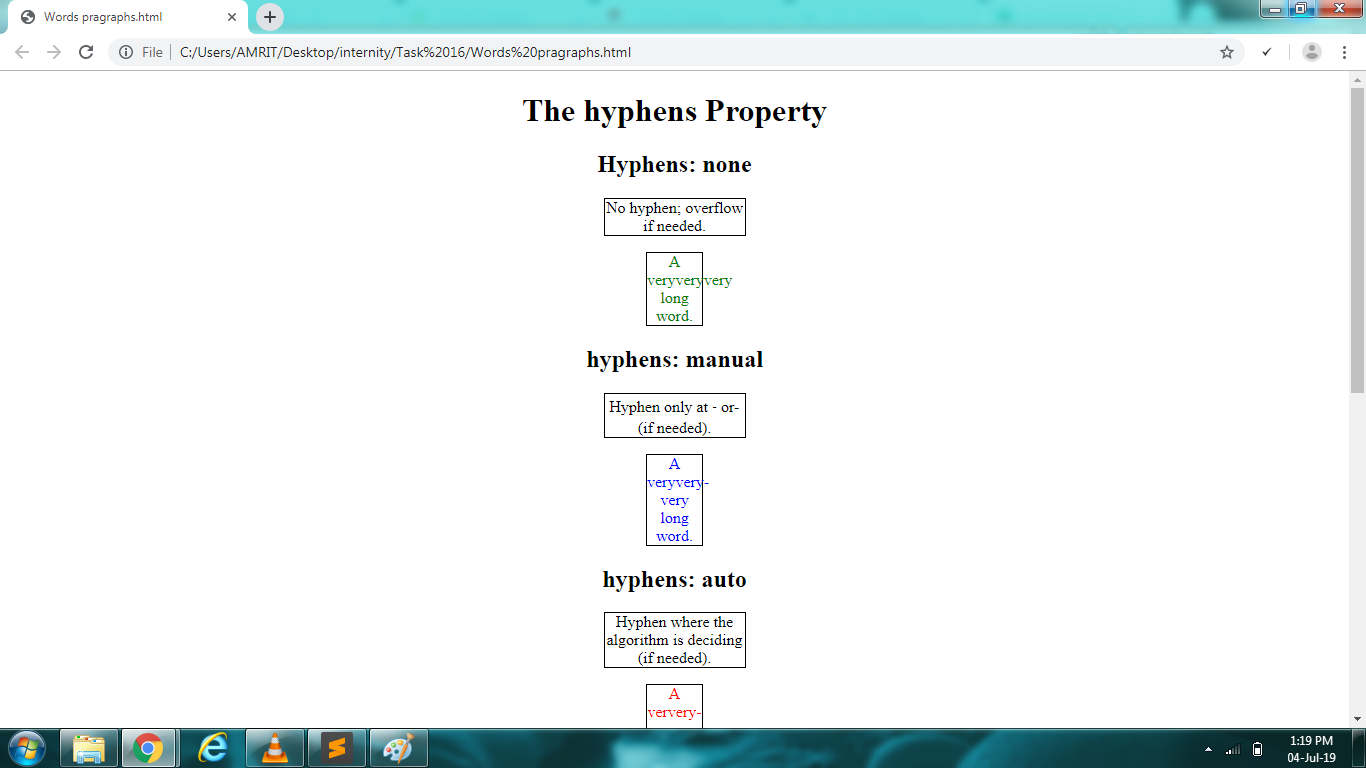 Words pragraphs.html
File
C:/Users/AMRIT/Desktop/internity/Task%2016/Words%20pragraphs.html
The hyphens Property
Hyphens: none
No hyphen; overflow
if needed.
A
veryveryvery
long
word.
hyphens: manual
Hyphen only at - or-
(if needed).
A
veryvery-
very
long
word.
hyphens: auto
Hyphen where the
algorithm is deciding
(if needed).
A
ververy-
1:19 PM
04-Jul-19